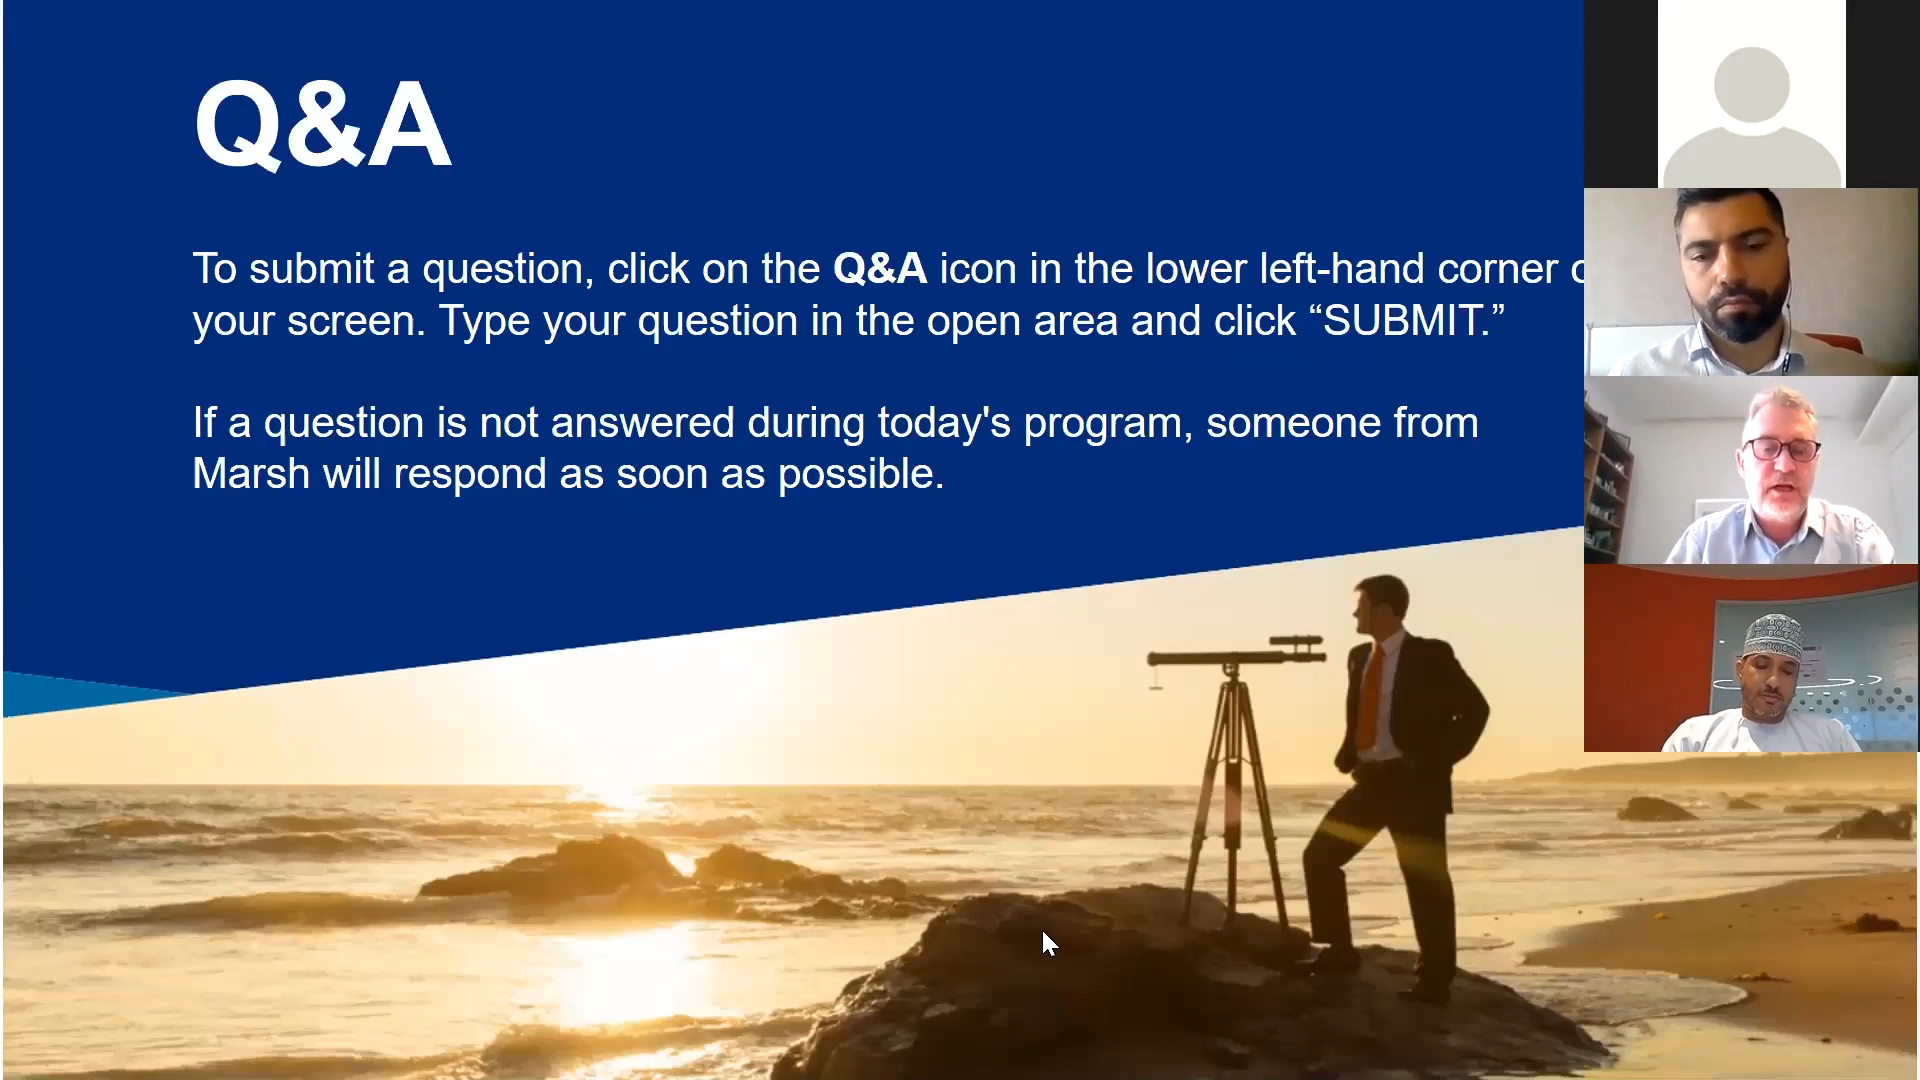 Q&A
To submit a question, click on the Q&A icon in the lower left-hand corner
your screen. Type your question in the open area and click “SUBMIT.”
If a question is not answered during today's program, someone from
Marsh will respond as soon as possible.